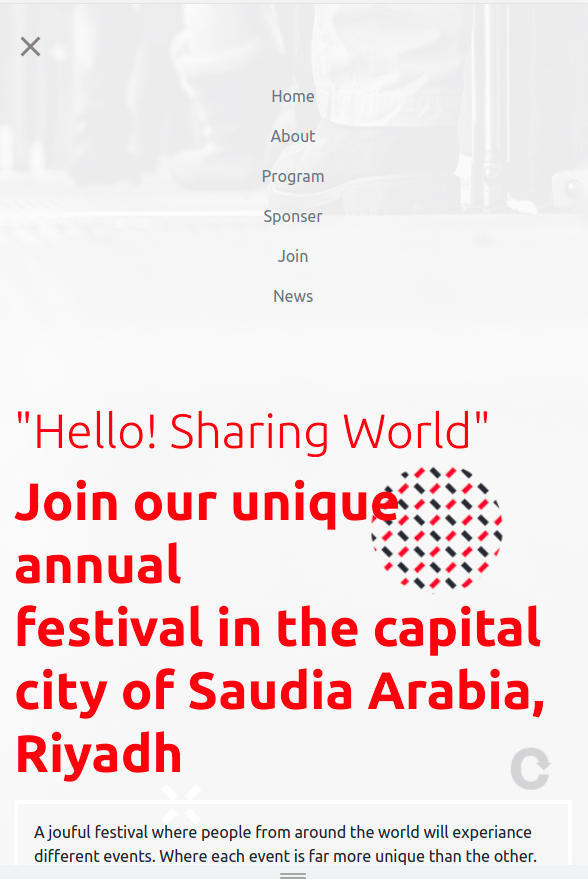 Home
About
Program
Sponser
Join
News
"Hello! Sharing World"
Join our unique
annual
festival in the capital
city of Saudia Arabia,
Riyadh
A jouful festival where people from around the world will experiance
different events. Where each event is far more unique than the other.